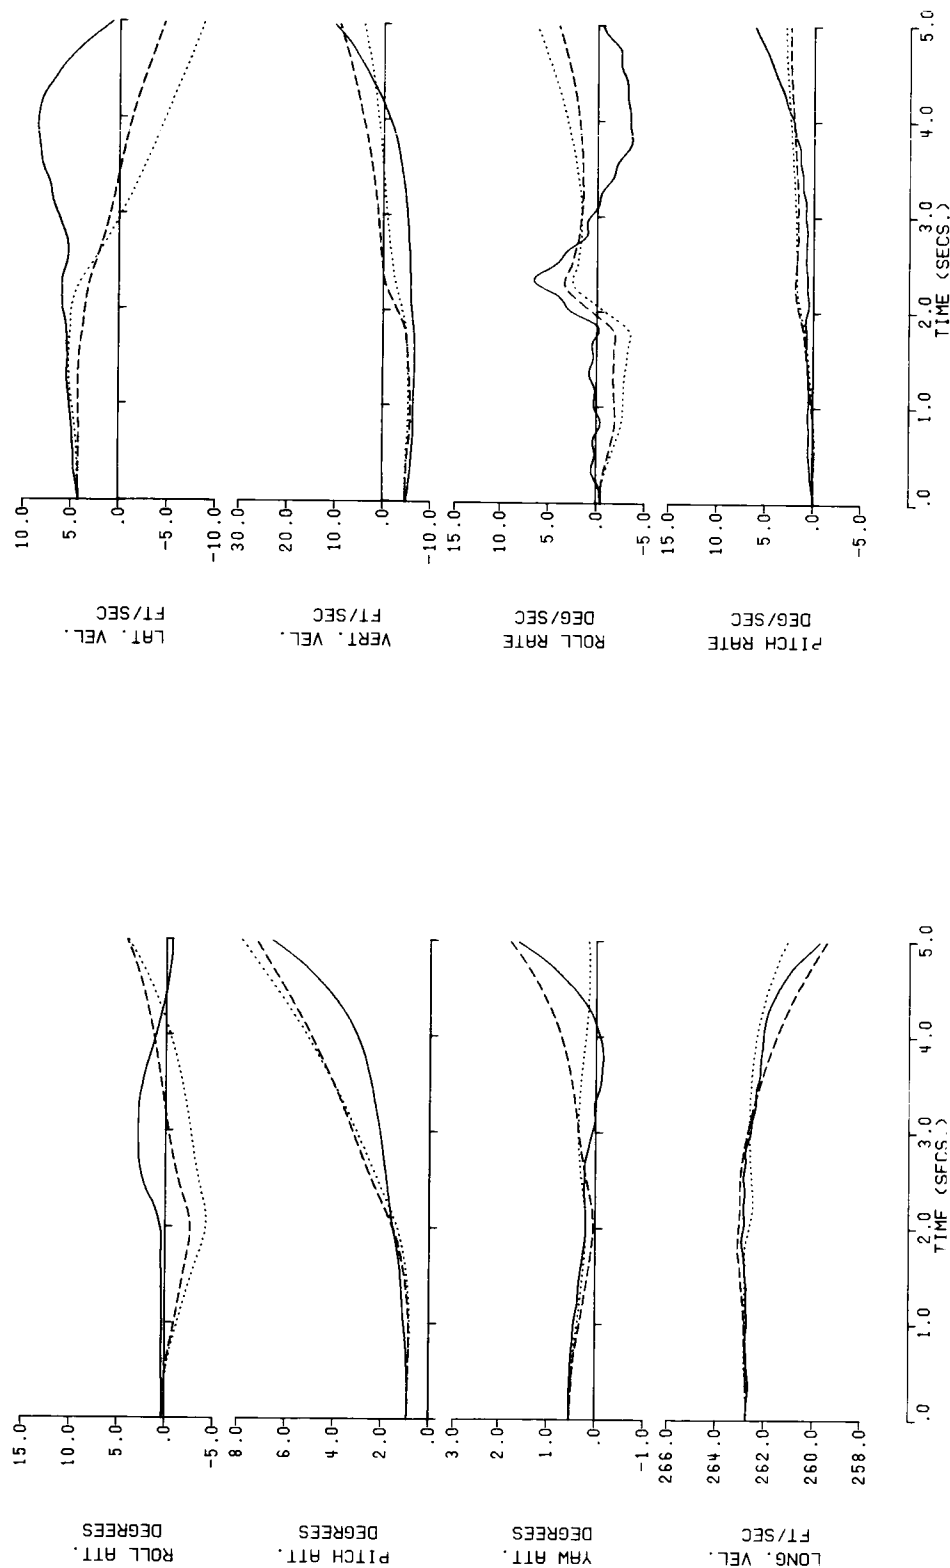 ROLL ATT.
DEGREES
15.0
10.0
5.0
.0
-5.0
PITCH ATT.
DEGREES
8.0
6.0
4.0
2.0
.0
YAW ATT.
DEGREES
3.0
2.0
1.0
.0
-1.0
LONG. VEL.
FT/SEC
266.0
264.0
262.0
260.0
258.0
.0 1.0 2.0 3.0 4.0 5.0
TIME (SECS.)
LAT. VEL.
FT/SEC
10.0
5.0
.0
-5.0
-10.0
VERT. VEL.
FT/SEC
30.0
20.0
10.0
.0
-10.0
ROLL RATE
DEG/SEC
15.0
10.0
5.0
.0
-5.0
PITCH RATE
DEG/SEC
15.0
10.0
5.0
.0
-5.0
.0 1.0 2.0 3.0 4.0 5.0
TIME (SECS.)